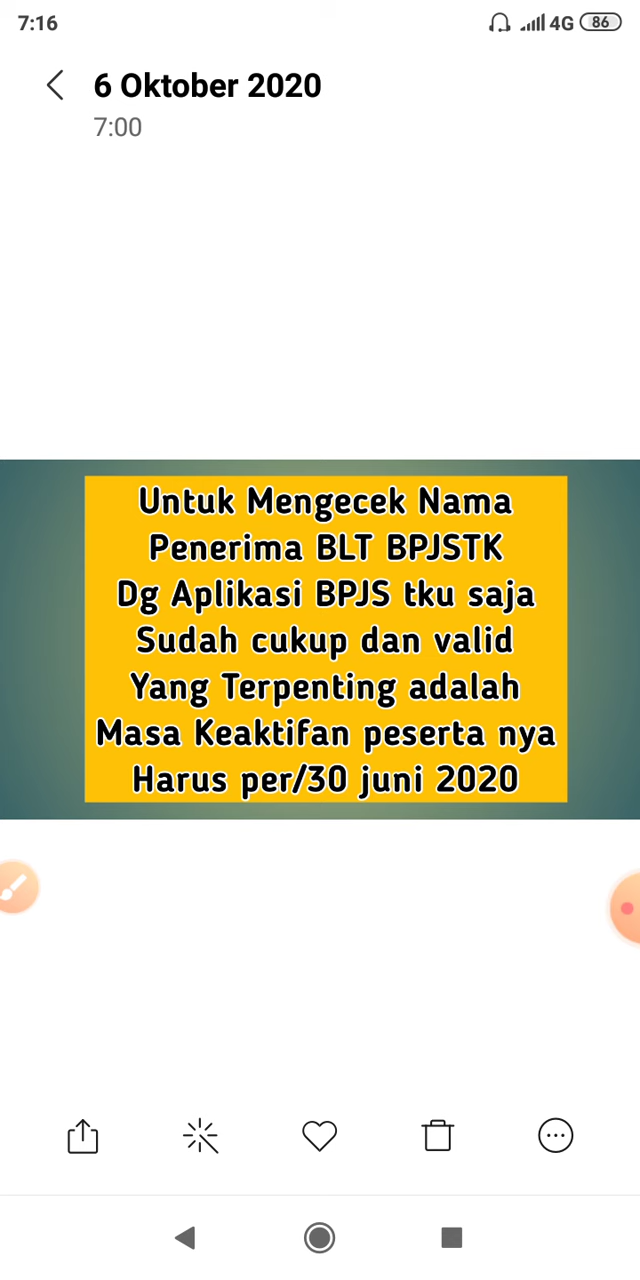 7:16
4G
86
6 Oktober 2020
7:00
Untuk Mengecek Nama
Penerima BLT BPJSTK
Dg Aplikasi BPJS tku saja
Sudah cukup dan valid
Yang Terpenting adalah
Masa Keaktifan peserta nya
Harus per/30 juni 2020